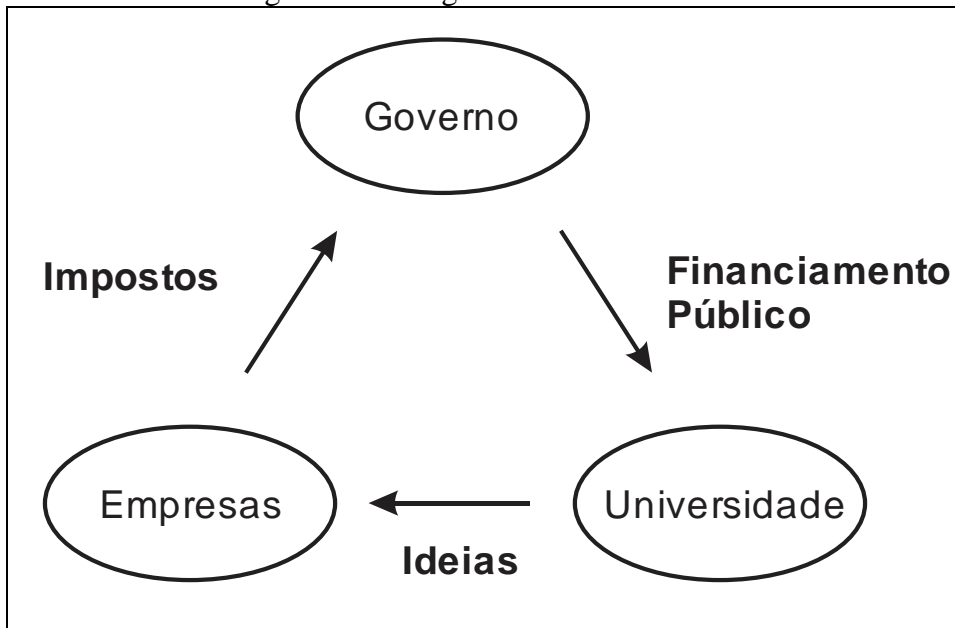 Governo
Impostos
Financiamento
Público
Empresas
Universidade
Ideias